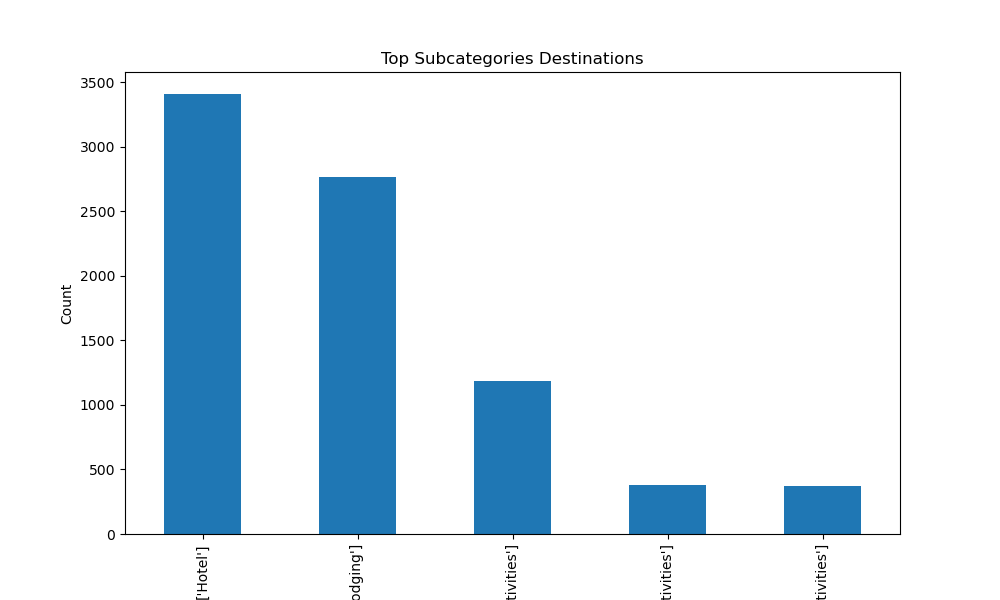 Top Subcategories Destinations
Count
3500
3000
2500
2000
1500
1000
500
0
['Hotel']
odging']
tivities']
tivities']
tivities']